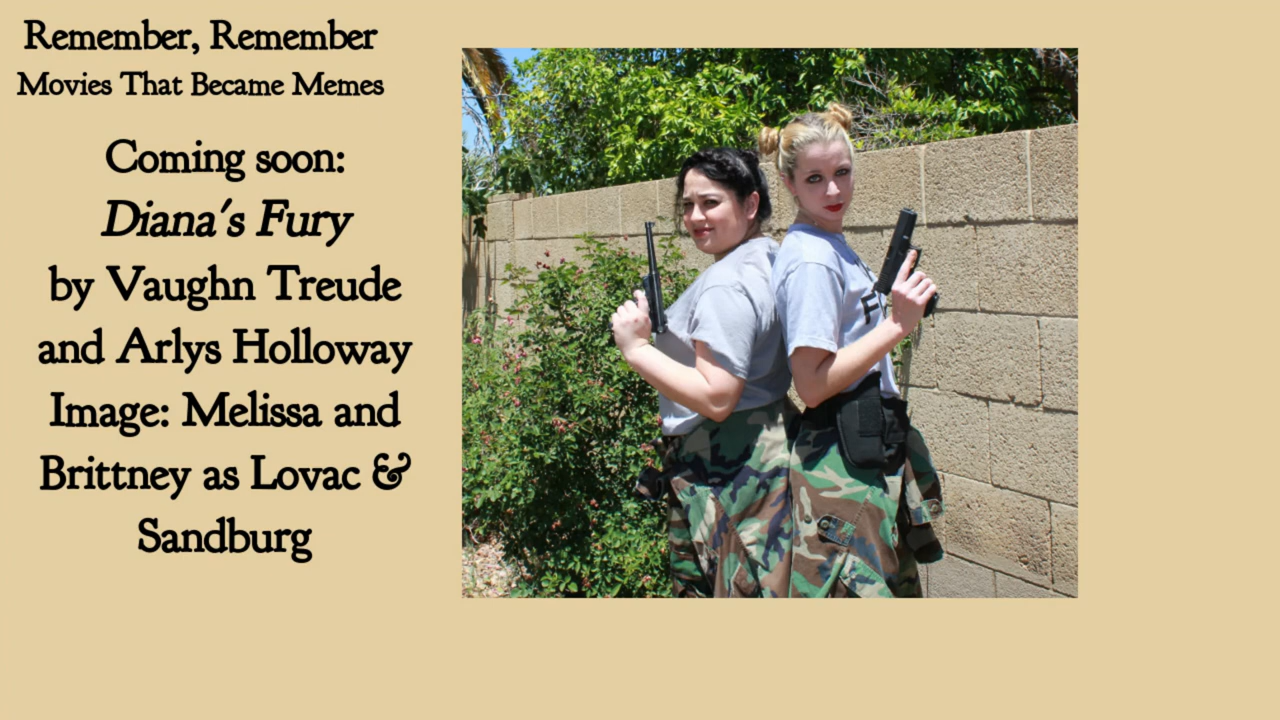 Remember, Remember
Movies That Became Memes
Coming soon:
Diana's Fury
by Vaughn Treude
and Arlys Holloway
Image: Melissa and
Brittney as Lovac &
Sandburg
F